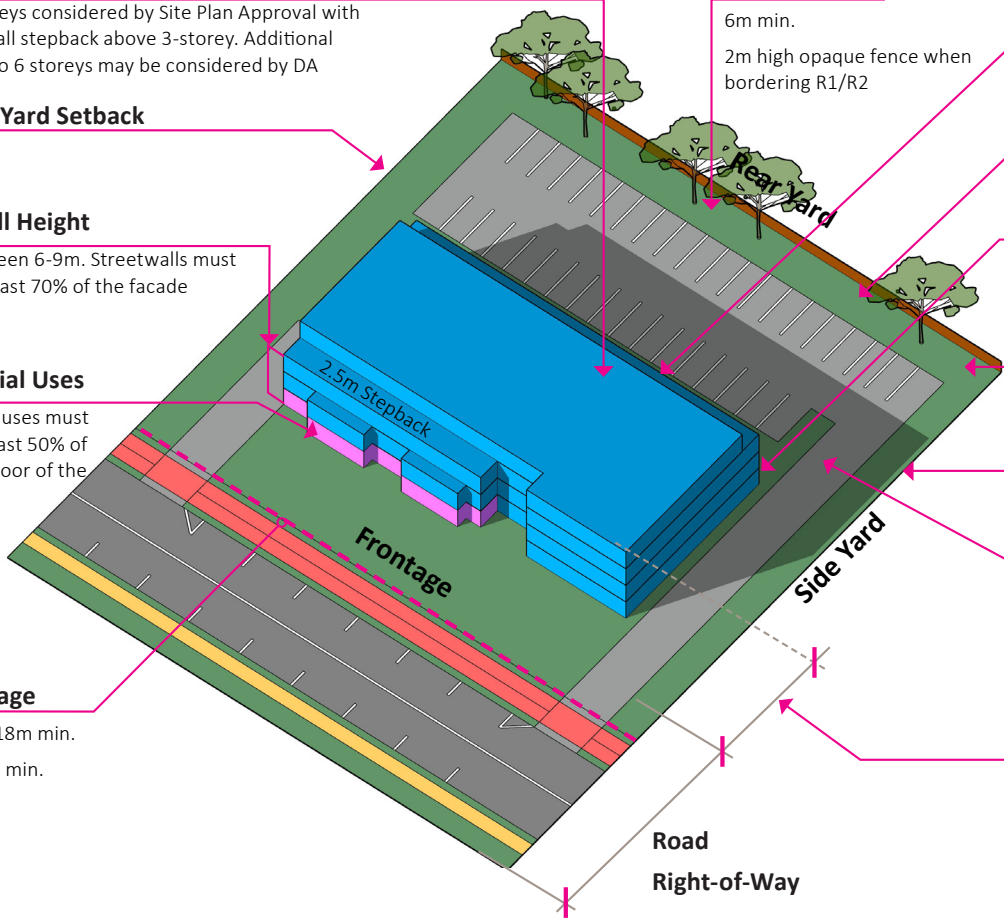 eys considered by Site Plan Approval with
all stepback above 3-storey. Additional
o 6 storeys may be considered by DA
6m min.
2m high opaque fence when
bordering R1/R2
Yard Setback
Rear Yard
ll Height
een 6-9m. Streetwalls must
ast 70% of the facade
2.5m Stepback
ial Uses
uses must
ast 50% of
oor of the
Frontage
Side Yard
age
18m min.
min.
Road
Right-of-Way